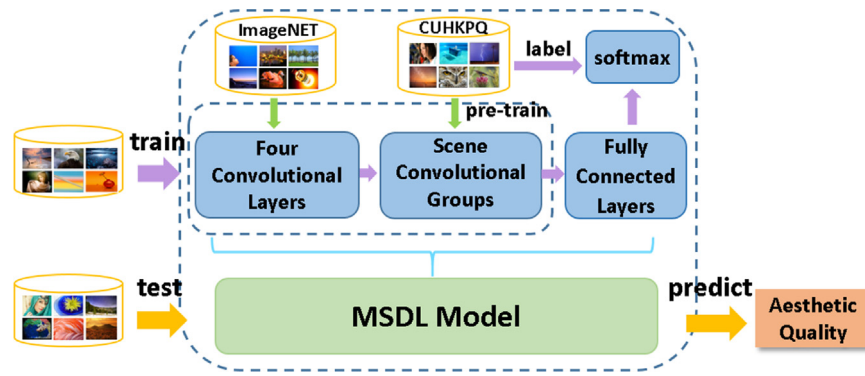 ImageNET
CUHKPQ
label
softmax
pre-train
train
Four
Convolutional
Layers
Scene
Convolutional
Groups
Fully
Connected
Layers
test
MSDL Model
predict
Aesthetic
Quality